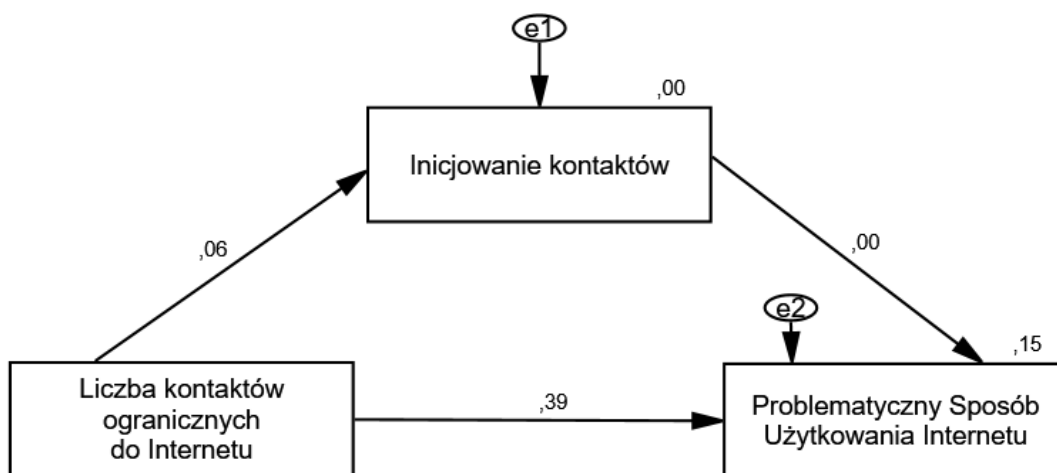 e1
,00
Inicjowanie kontaktów
,06
,00
e2
,15
Liczba kontaktów
ogranicznych
do Internetu
,39
Problematyczny Sposób
Użytkowania Internetu